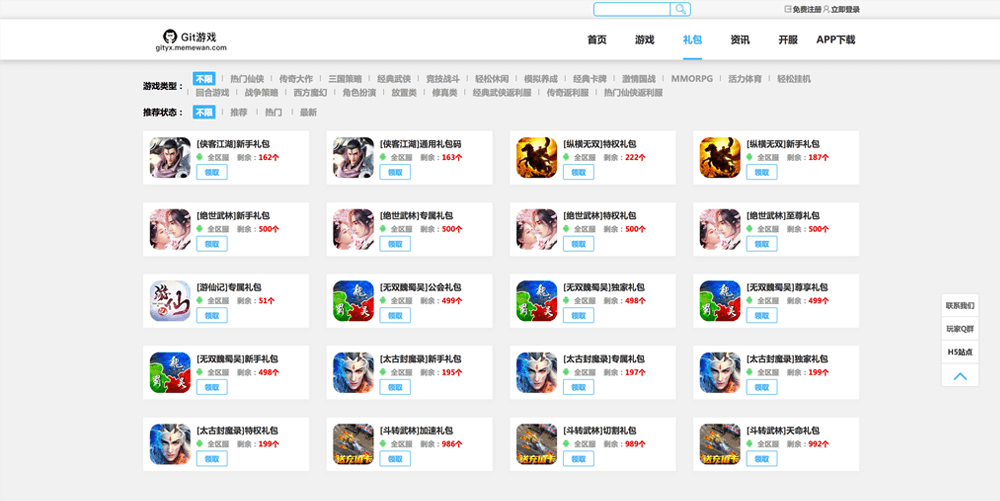 免费注册 立即登录
Git游戏
gityx.memewan.com
首页 游戏 礼包 资讯 开服 APP下载
游戏类型： 不限 热门仙侠 传奇大作 三国策略 经典武侠 竞技战斗 轻松休闲 模拟养成 经典卡牌 激情国战 MMORPG 活力体育 轻松挂机
回合游戏 战争策略 西方魔幻 角色扮演 放置类 修真类 经典武侠返利服 传奇返利服 热门仙侠返利服
推荐状态： 不限 推荐 热门 最新
[侠客江湖]新手礼包
全区服 剩余：162个
领取
[侠客江湖]通用礼包码
全区服 剩余：163个
领取
[纵横无双]特权礼包
全区服 剩余：222个
领取
[纵横无双]新手礼包
全区服 剩余：187个
领取
[绝世武林]新手礼包
全区服 剩余：500个
领取
[绝世武林]专属礼包
全区服 剩余：500个
领取
[绝世武林]特权礼包
全区服 剩余：500个
领取
[绝世武林]至尊礼包
全区服 剩余：500个
领取
游仙记
[游仙记]专属礼包
全区服 剩余：51个
领取
魏蜀吴
[无双魏蜀吴]公会礼包
全区服 剩余：499个
领取
魏蜀吴
[无双魏蜀吴]独家礼包
全区服 剩余：498个
领取
魏蜀吴
[无双魏蜀吴]尊享礼包
全区服 剩余：499个
领取
魏蜀吴
[无双魏蜀吴]新手礼包
全区服 剩余：498个
领取
[太古封魔录]新手礼包
全区服 剩余：195个
领取
[太古封魔录]专属礼包
全区服 剩余：197个
领取
[太古封魔录]独家礼包
全区服 剩余：199个
领取
[太古封魔录]特权礼包
全区服 剩余：199个
领取
送充值卡
[斗转武林]加速礼包
全区服 剩余：986个
领取
送充值卡
[斗转武林]切割礼包
全区服 剩余：989个
领取
送充值卡
[斗转武林]天命礼包
全区服 剩余：992个
领取
联系我们
玩家Q群
H5站点